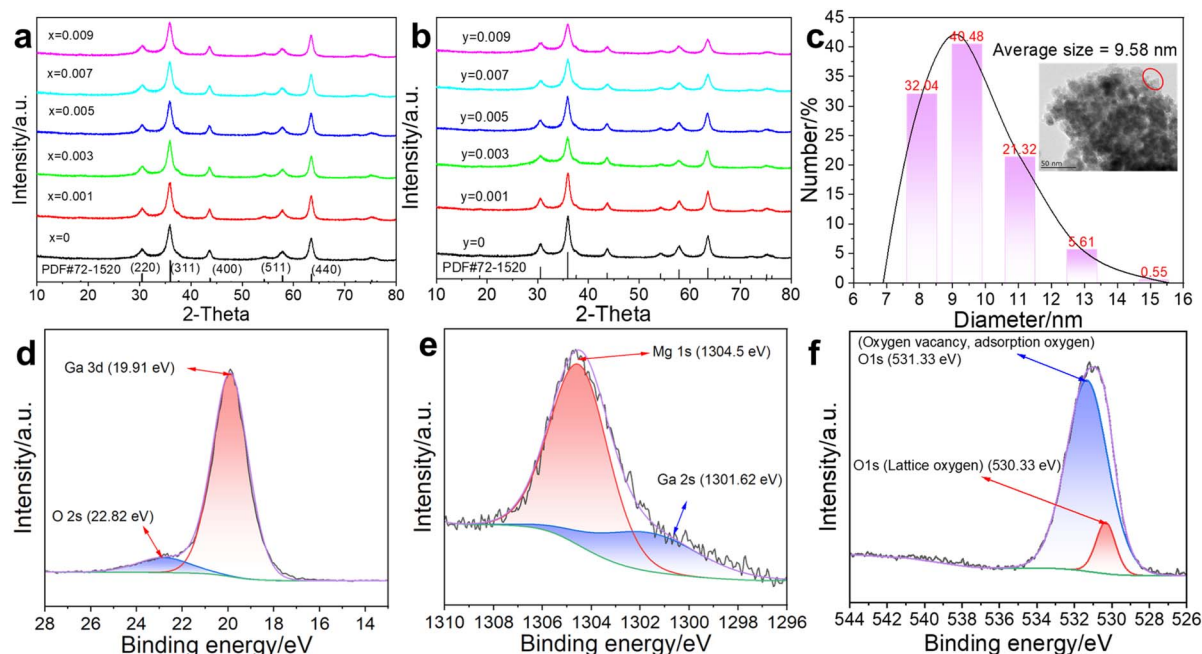 a
x=0.009
x=0.007
x=0.005
x=0.003
x=0.001
x=0
PDF#72-1520
(220)
(311)
(400)
(511)
(440)
10 20 30 40 50 60 70 80
2-Theta
Intensity/a.u.
b
y=0.009
y=0.007
y=0.005
y=0.003
y=0.001
y=0
PDF#72-1520
10 20 30 40 50 60 70 80
2-Theta
Intensity/a.u.
c
Average size = 9.58 nm
32.04
40.48
21.32
5.61
0.55
50 nm
45
40
35
30
25
20
15
10
5
0
6 7 8 9 10 11 12 13 14 15 16
Diameter/nm
Number/%
d
Ga 3d (19.91 eV)
O 2s (22.82 eV)
28 26 24 22 20 18 16 14
Binding energy/eV
Intensity/a.u.
e
Mg 1s (1304.5 eV)
Ga 2s (1301.62 eV)
1310 1308 1306 1304 1302 1300 1298 1296
Binding energy/eV
Intensity/a.u.
f
(Oxygen vacancy, adsorption oxygen)
O1s (531.33 eV)
O1s (Lattice oxygen) (530.33 eV)
544 542 540 538 536 534 532 530 528 526
Binding energy/eV
Intensity/a.u.